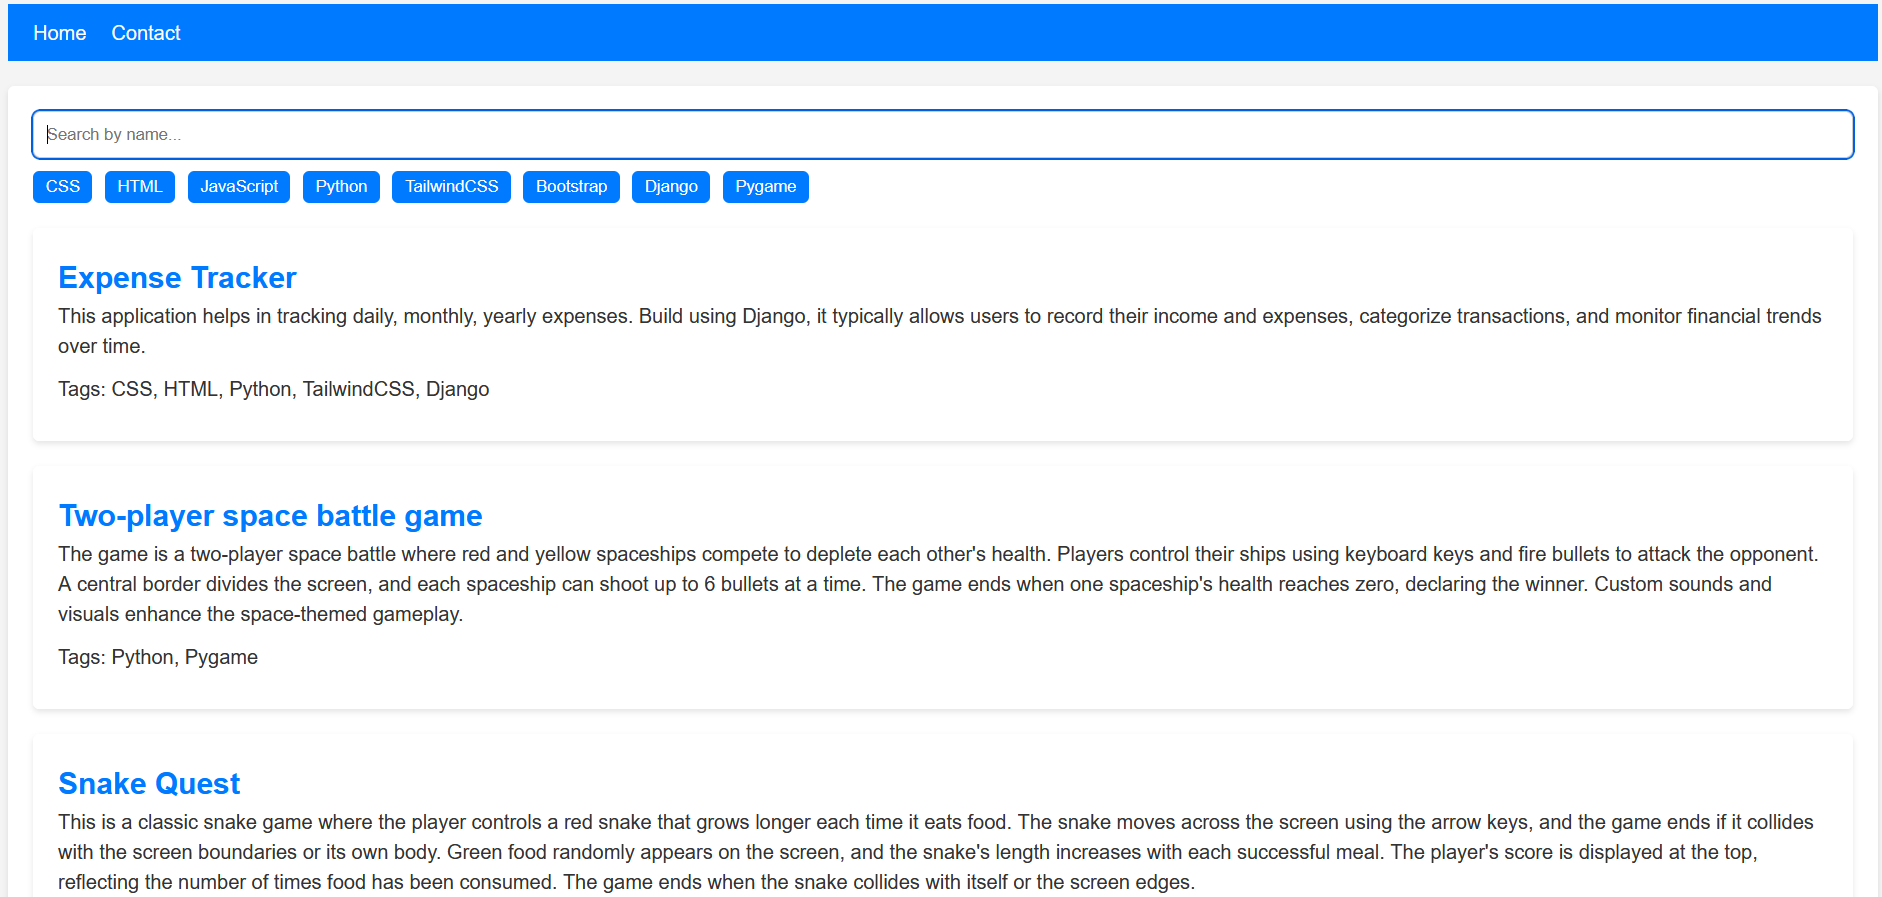 Home Contact
Search by name...
CSS HTML JavaScript Python TailwindCSS Bootstrap Django Pygame
Expense Tracker
This application helps in tracking daily, monthly, yearly expenses. Build using Django, it typically allows users to record their income and expenses, categorize transactions, and monitor financial trends
over time.
Tags: CSS, HTML, Python, TailwindCSS, Django
Two-player space battle game
The game is a two-player space battle where red and yellow spaceships compete to deplete each other's health. Players control their ships using keyboard keys and fire bullets to attack the opponent.
A central border divides the screen, and each spaceship can shoot up to 6 bullets at a time. The game ends when one spaceship's health reaches zero, declaring the winner. Custom sounds and
visuals enhance the space-themed gameplay.
Tags: Python, Pygame
Snake Quest
This is a classic snake game where the player controls a red snake that grows longer each time it eats food. The snake moves across the screen using the arrow keys, and the game ends if it collides
with the screen boundaries or its own body. Green food randomly appears on the screen, and the snake's length increases with each successful meal. The player's score is displayed at the top,
reflecting the number of times food has been consumed. The game ends when the snake collides with itself or the screen edges.